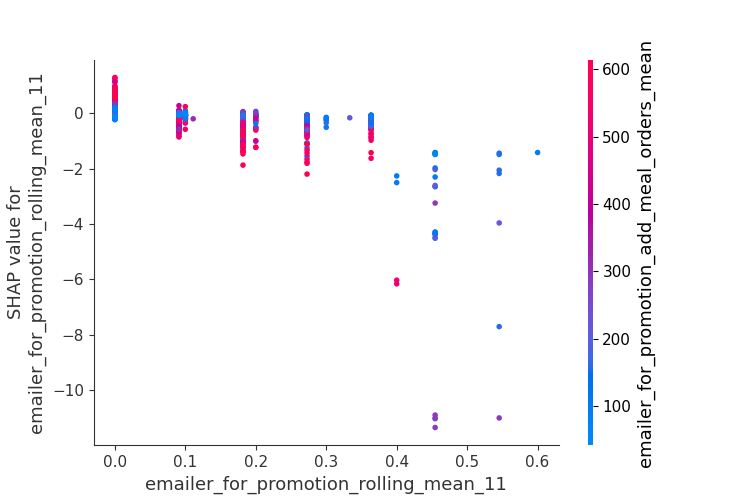 SHAP value for
emailer_for_promotion_rolling_mean_11
0
−2
−4
−6
−8
−10
0.0 0.1 0.2 0.3 0.4 0.5 0.6
emailer_for_promotion_rolling_mean_11
600
500
400
300
200
100
emailer_for_promotion_add_meal_orders_mean